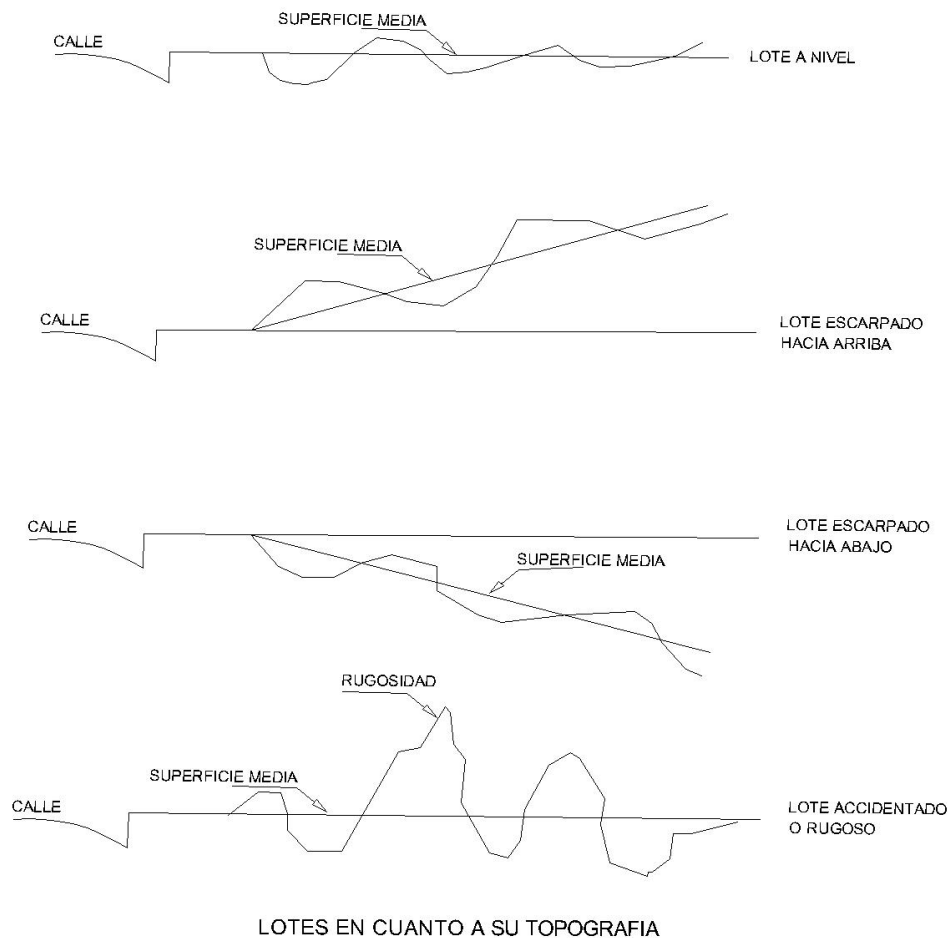 SUPERFICIE MEDIA
CALLE
LOTE A NIVEL
SUPERFICIE MEDIA
CALLE
LOTE ESCARPADO
HACIA ARRIBA
CALLE
LOTE ESCARPADO
HACIA ABAJO
SUPERFICIE MEDIA
RUGOSIDAD
SUPERFICIE MEDIA
CALLE
LOTE ACCIDENTADO
O RUGOSO
LOTES EN CUANTO A SU TOPOGRAFIA